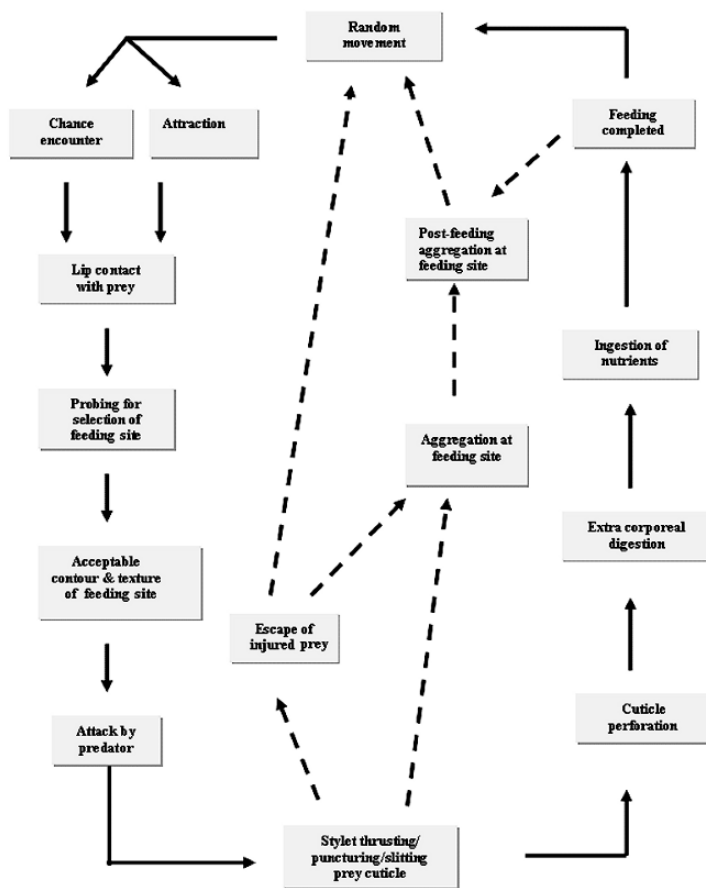 Random
movement
Chance
encounter
Attraction
Feeding
completed
Lip contact
with prey
Post-feeding
aggregation at
feeding site
Probing for
selection of
feeding site
Ingestion of
nutrients
Aggregation at
feeding site
Acceptable
contour & texture
of feeding site
Extra corporeal
digestion
Escape of
injured prey
Attack by
predator
Cuticle
perforation
Stylet thrusting/
puncturing/slitting
prey cuticle